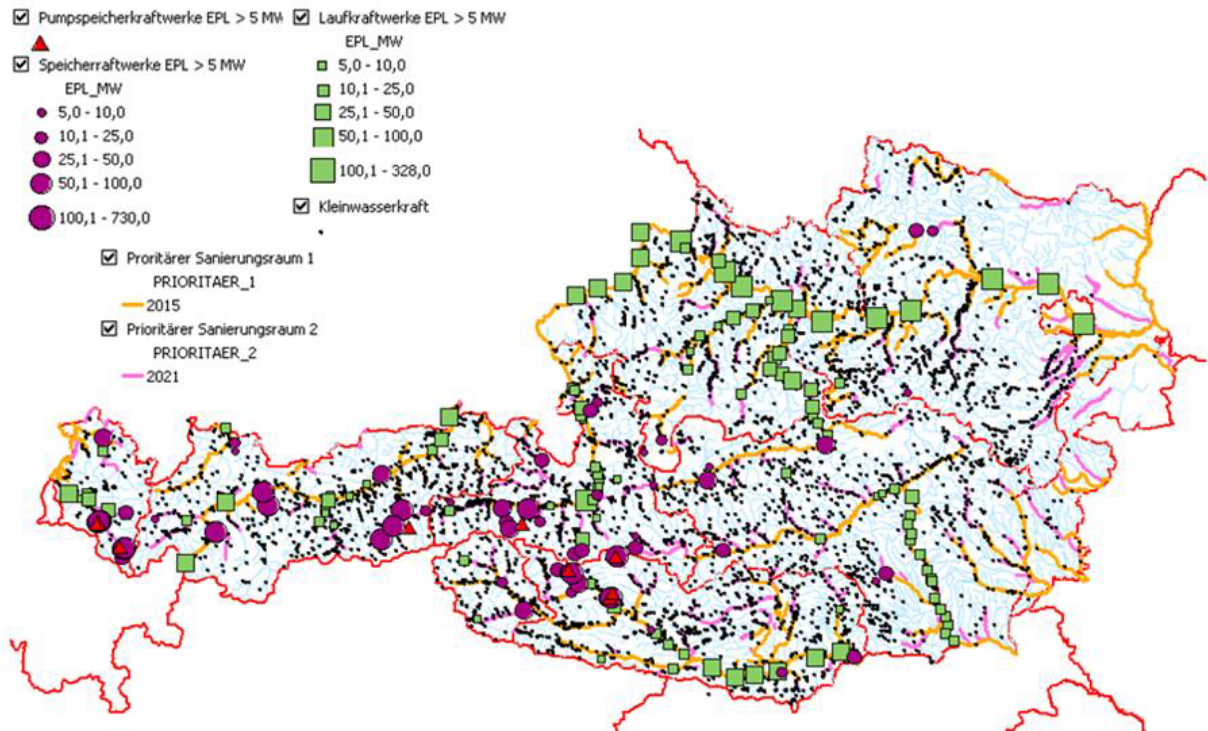 Pumpspeicherkraftwerke EPL > 5 MW
Speicherraftwerke EPL > 5 MW
EPL_MW
5,0 - 10,0
10,1 - 25,0
25,1 - 50,0
50,1 - 100,0
100,1 - 730,0
Laufkraftwerke EPL > 5 MW
EPL_MW
5,0 - 10,0
10,1 - 25,0
25,1 - 50,0
50,1 - 100,0
100,1 - 328,0
Kleinwasserkraft
Proritärer Sanierungsraum 1
PRIORITAER_1
2015
Prioritärer Sanierungsraum 2
PRIORITAER_2
2021